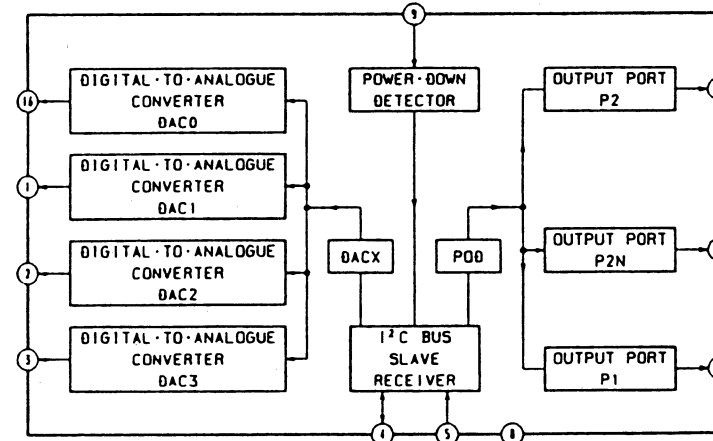 9
DIGITAL·TO·ANALOGUE
CONVERTER
DAC0
16
POWER·DOWN
DETECTOR
OUTPUT PORT
P2
DIGITAL·TO·ANALOGUE
CONVERTER
DAC1
1
DIGITAL·TO·ANALOGUE
CONVERTER
DAC2
2
DACX
POD
OUTPUT PORT
P2N
DIGITAL·TO·ANALOGUE
CONVERTER
DAC3
3
I²C BUS
SLAVE
RECEIVER
OUTPUT PORT
P1
4
5
8